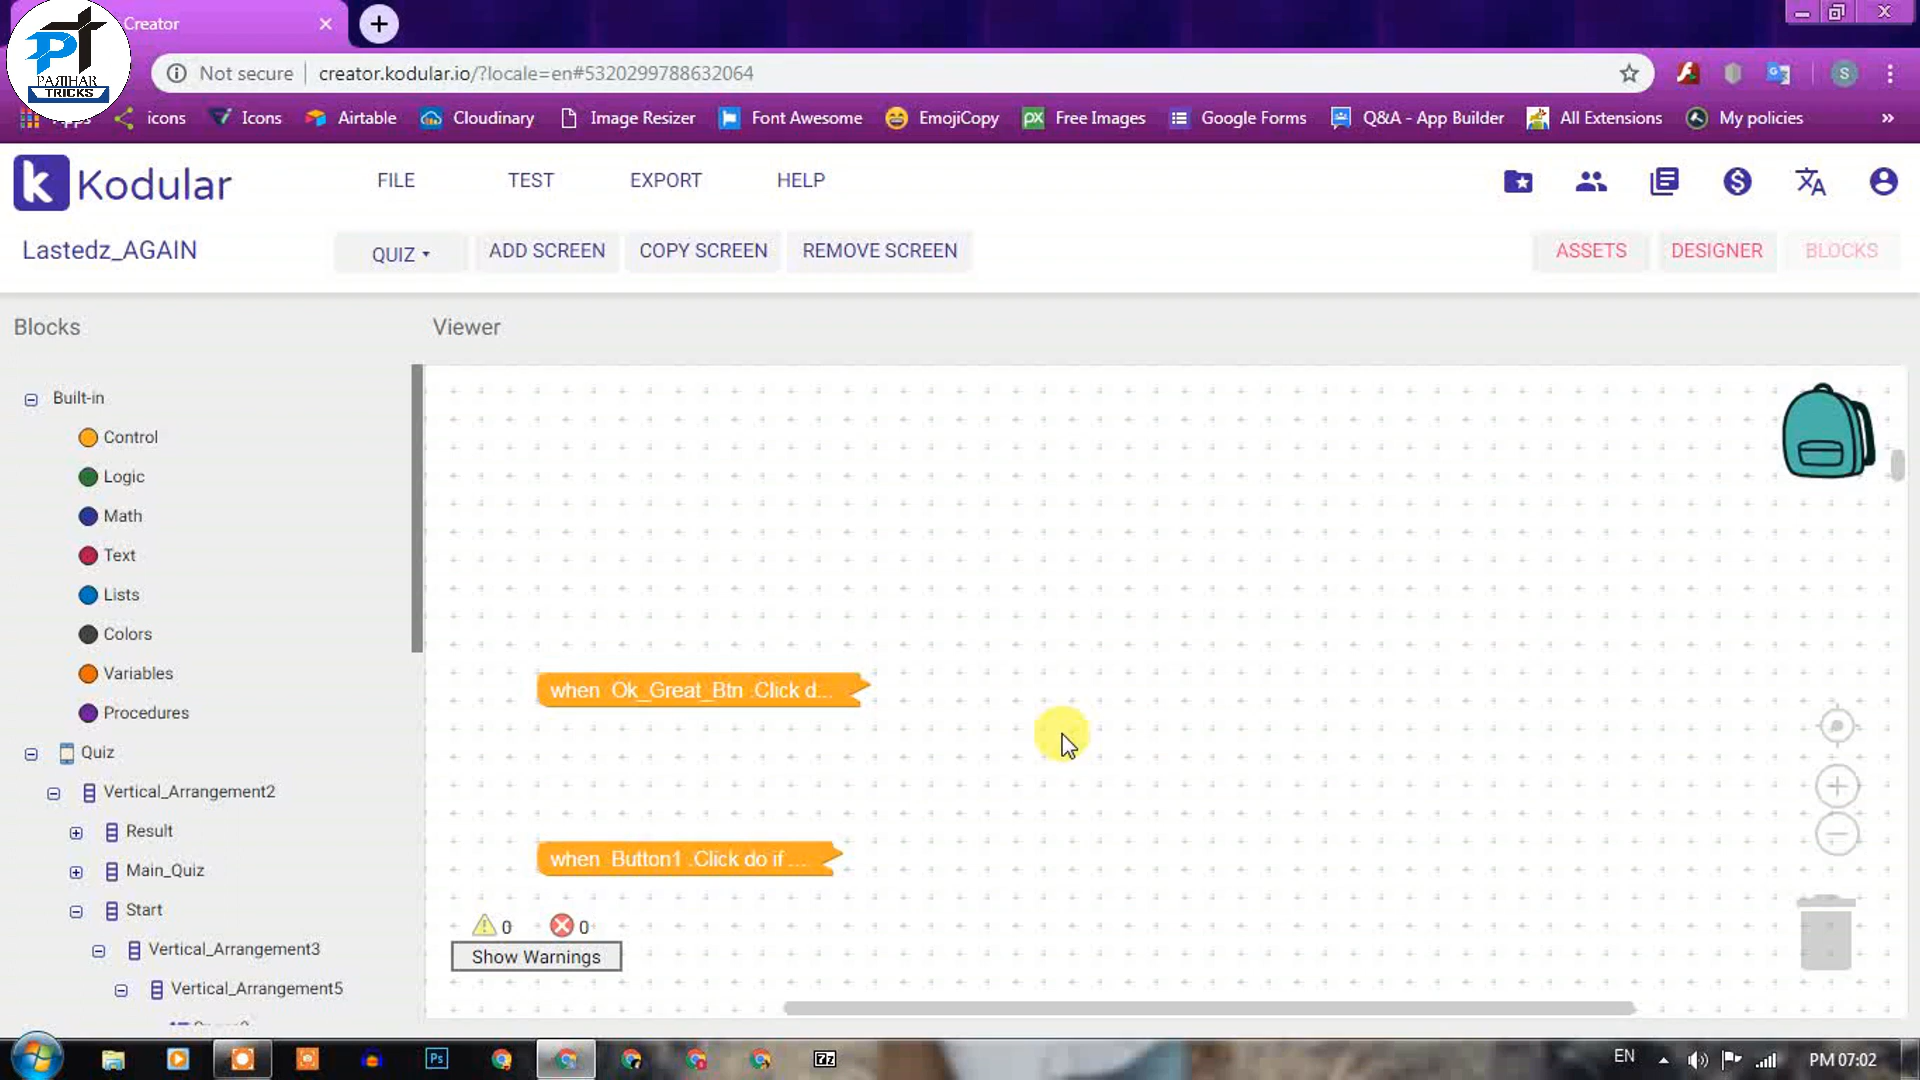 Creator
PT
PARIHAR
TRICKS
Not secure
creator.kodular.io/?locale=en#5320299788632064
S
icons
Icons
Airtable
Cloudinary
Image Resizer
Font Awesome
EmojiCopy
Free Images
Google Forms
Q&A - App Builder
All Extensions
My policies
»
k Kodular
FILE
TEST
EXPORT
HELP
Lastedz_AGAIN
QUIZ
ADD SCREEN
COPY SCREEN
REMOVE SCREEN
ASSETS
DESIGNER
BLOCKS
Blocks
Viewer
Built-in
Control
Logic
Math
Text
Lists
Colors
Variables
Procedures
Quiz
Vertical_Arrangement2
Result
Main_Quiz
Start
Vertical_Arrangement3
Vertical_Arrangement5
when Ok_Great_Btn .Click d...
when Button1 .Click do if ...
0
0
Show Warnings
Ps
7z
EN
PM 07:02